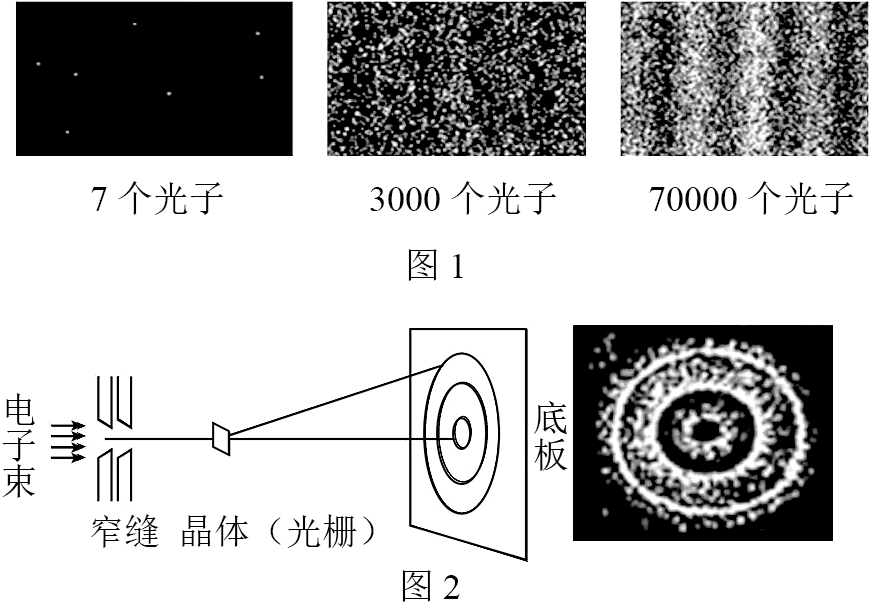 7 个光子
3000 个光子
70000 个光子
图 1
电子束
窄缝
晶体（光栅）
底板
图 2